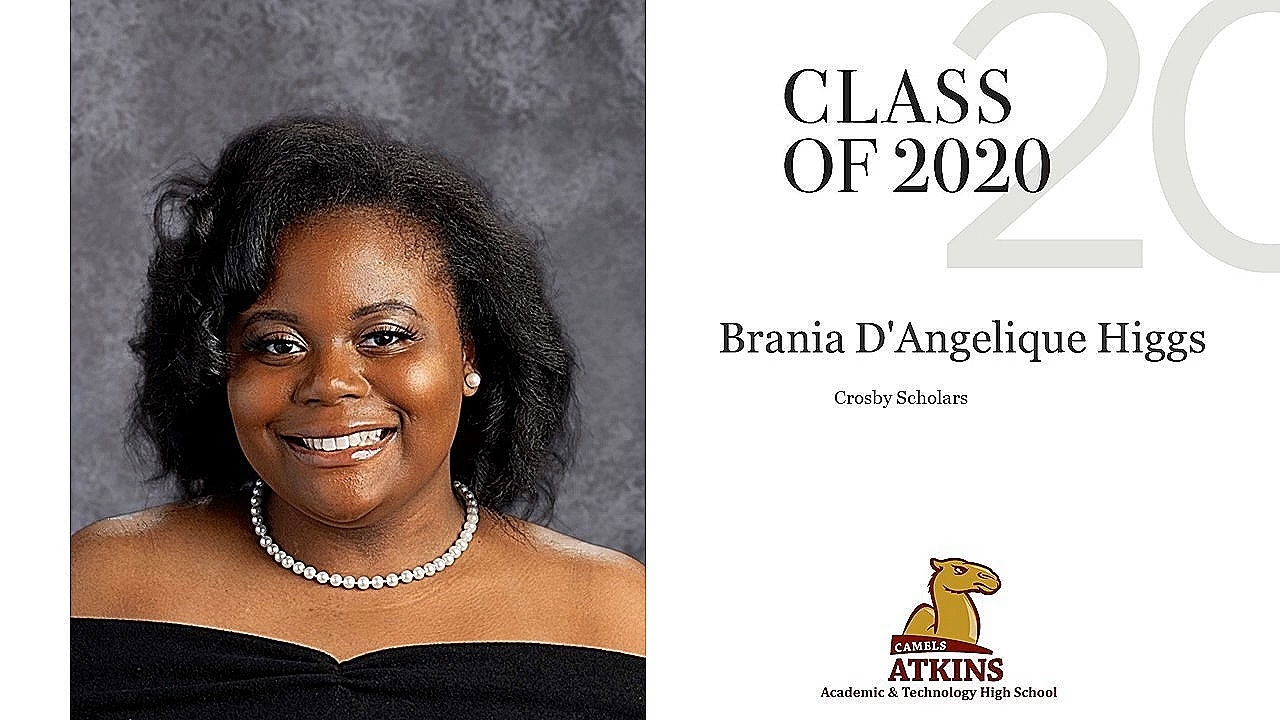 20
CLASS
OF 2020
Brania D'Angelique Higgs
Crosby Scholars
CAMELS
ATKINS
Academic & Technology High School